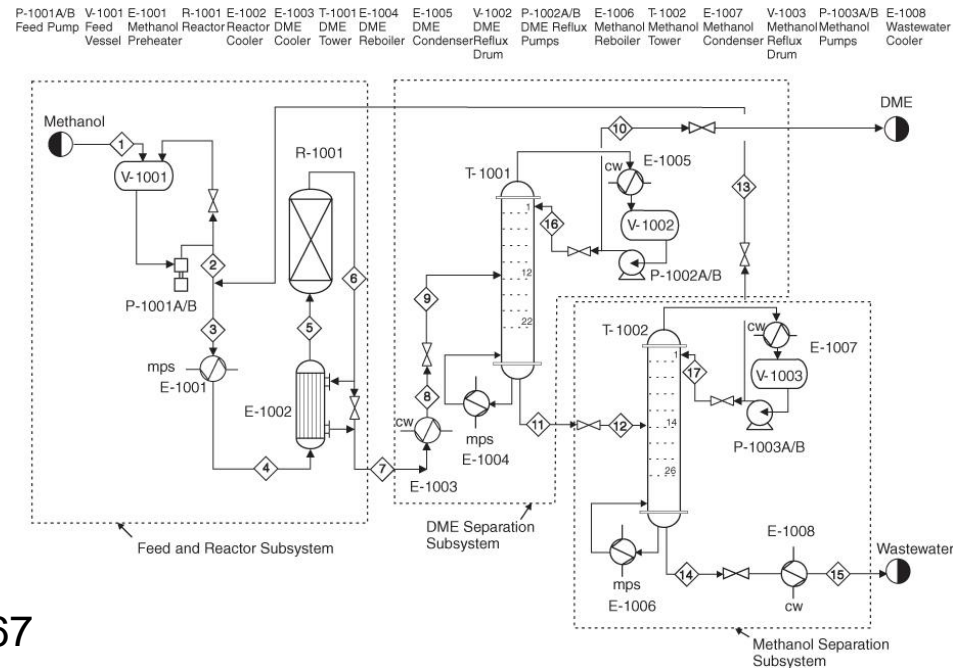 P-1001A/B V-1001 E-1001 R-1001 E-1002 E-1003 T-1001 E-1004 E-1005 V-1002 P-1002A/B E-1006 T-1002 E-1007 V-1003 P-1003A/B E-1008
Feed Pump Feed Methanol Reactor Reactor DME DME DME DME DME DME Reflux Methanol Methanol Methanol Methanol Methanol Wastewater
Vessel Preheater Cooler Cooler Tower Reboiler Condenser Reflux Pumps Reboiler Tower Condenser Reflux Pumps Cooler
Drum Drum
Methanol
1
V-1001
P-1001A/B
2
3
mps
E-1001
4
R-1001
5
6
E-1002
7
Feed and Reactor Subsystem
cw
E-1003
8
9
T-1001
1
12
22
mps
E-1004
cw
E-1005
V-1002
P-1002A/B
16
10
DME
11
12
DME Separation
Subsystem
13
T-1002
1
14
26
cw
E-1007
V-1003
P-1003A/B
17
mps
E-1006
14
E-1008
cw
15
Wastewater
Methanol Separation
Subsystem
67